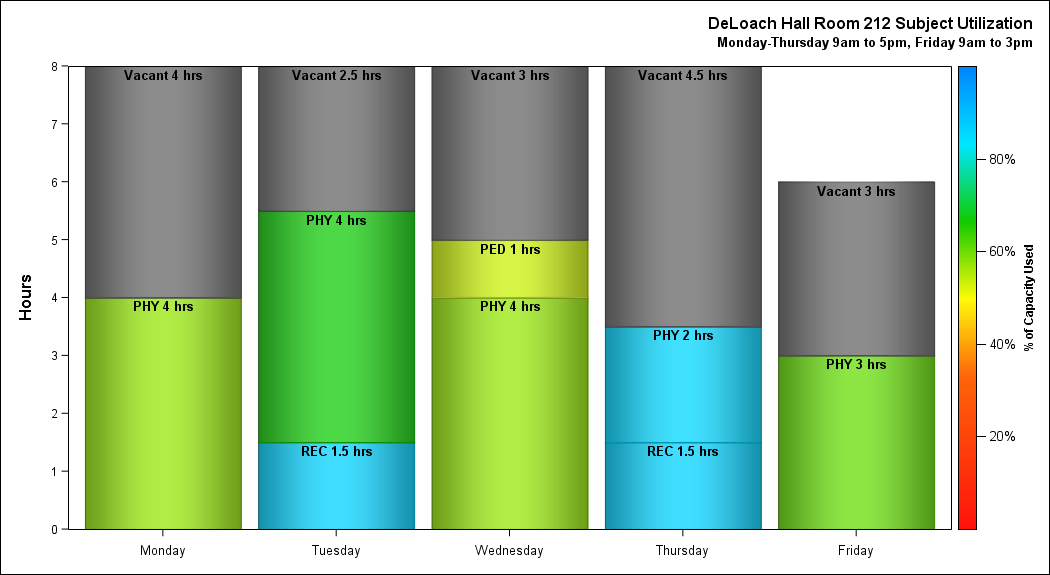 DeLoach Hall Room 212 Subject Utilization
Monday-Thursday 9am to 5pm, Friday 9am to 3pm
Hours
8
7
6
5
4
3
2
1
0
Vacant 4 hrs
PHY 4 hrs
Vacant 2.5 hrs
PHY 4 hrs
REC 1.5 hrs
Vacant 3 hrs
PED 1 hrs
PHY 4 hrs
Vacant 4.5 hrs
PHY 2 hrs
REC 1.5 hrs
Vacant 3 hrs
PHY 3 hrs
Monday
Tuesday
Wednesday
Thursday
Friday
80%
60%
40%
20%
% of Capacity Used